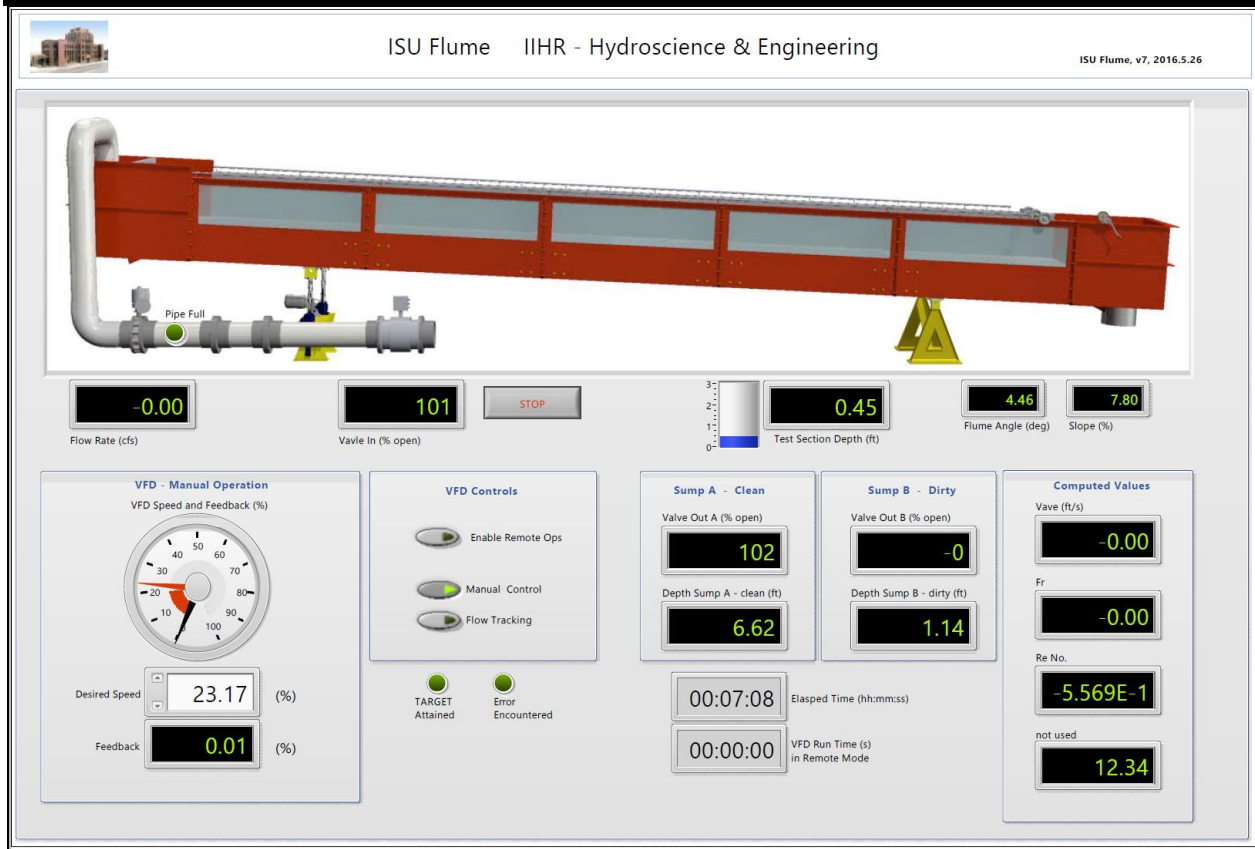 ISU Flume IIHR - Hydroscience & Engineering
ISU Flume, v7, 2016.5.26
Pipe Full
-0.00
Flow Rate (cfs)
101
Vavle In (% open)
STOP
3
2
1
0
0.45
Test Section Depth (ft)
4.46
Flume Angle (deg)
7.80
Slope (%)
VFD - Manual Operation
VFD Speed and Feedback (%)
10
20
30
40
50
60
70
80
90
100
Desired Speed 23.17 (%)
Feedback 0.01 (%)
VFD Controls
Enable Remote Ops
Manual Control
Flow Tracking
TARGET
Attained
Error
Encountered
Sump A - Clean
Valve Out A (% open)
102
Depth Sump A - clean (ft)
6.62
Sump B - Dirty
Valve Out B (% open)
-0
Depth Sump B - dirty (ft)
1.14
00:07:08 Elasped Time (hh:mm:ss)
00:00:00 VFD Run Time (s)
in Remote Mode
Computed Values
Vave (ft/s)
-0.00
Fr
-0.00
Re No.
-5.569E-1
not used
12.34